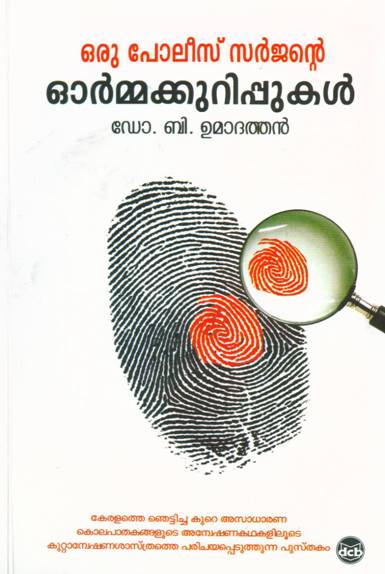 ഒരു പോലീസ് സർജന്റെ
ഓർമ്മക്കുറിപ്പുകൾ
ഡോ. ബി. ഉമാദത്തൻ
കേരളത്തെ ഞെട്ടിച്ച കുറെ അസാധാരണ
കൊലപാതകങ്ങളുടെ അന്വേഷണകഥകളിലൂടെ
കുറ്റാന്വേഷണശാസ്ത്രത്തെ പരിചയപ്പെടുത്തുന്ന പുസ്തകം
dcb